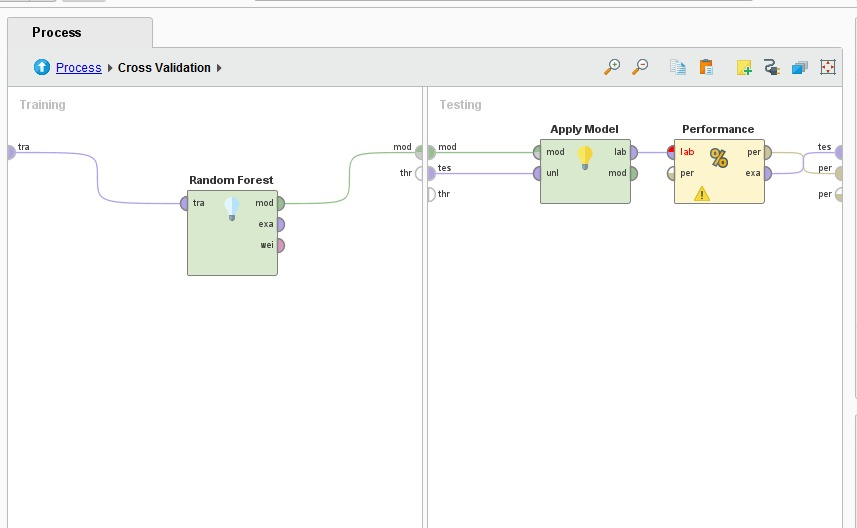 Process
Process Cross Validation
Training
tra
mod
thr
Random Forest
tra mod
exa
wei
Testing
mod
tes
thr
Apply Model
mod lab
unl mod
Performance
lab % per
per exa
tes
per
per